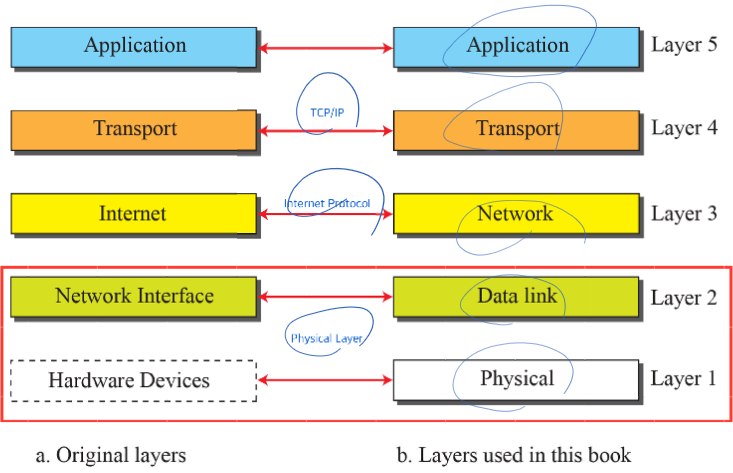 Application Application Layer 5
TCP/IP
Transport Transport Layer 4
Internet Protocol
Internet Network Layer 3
Network Interface Data link Layer 2
Physical Layer
Hardware Devices Physical Layer 1
a. Original layers b. Layers used in this book